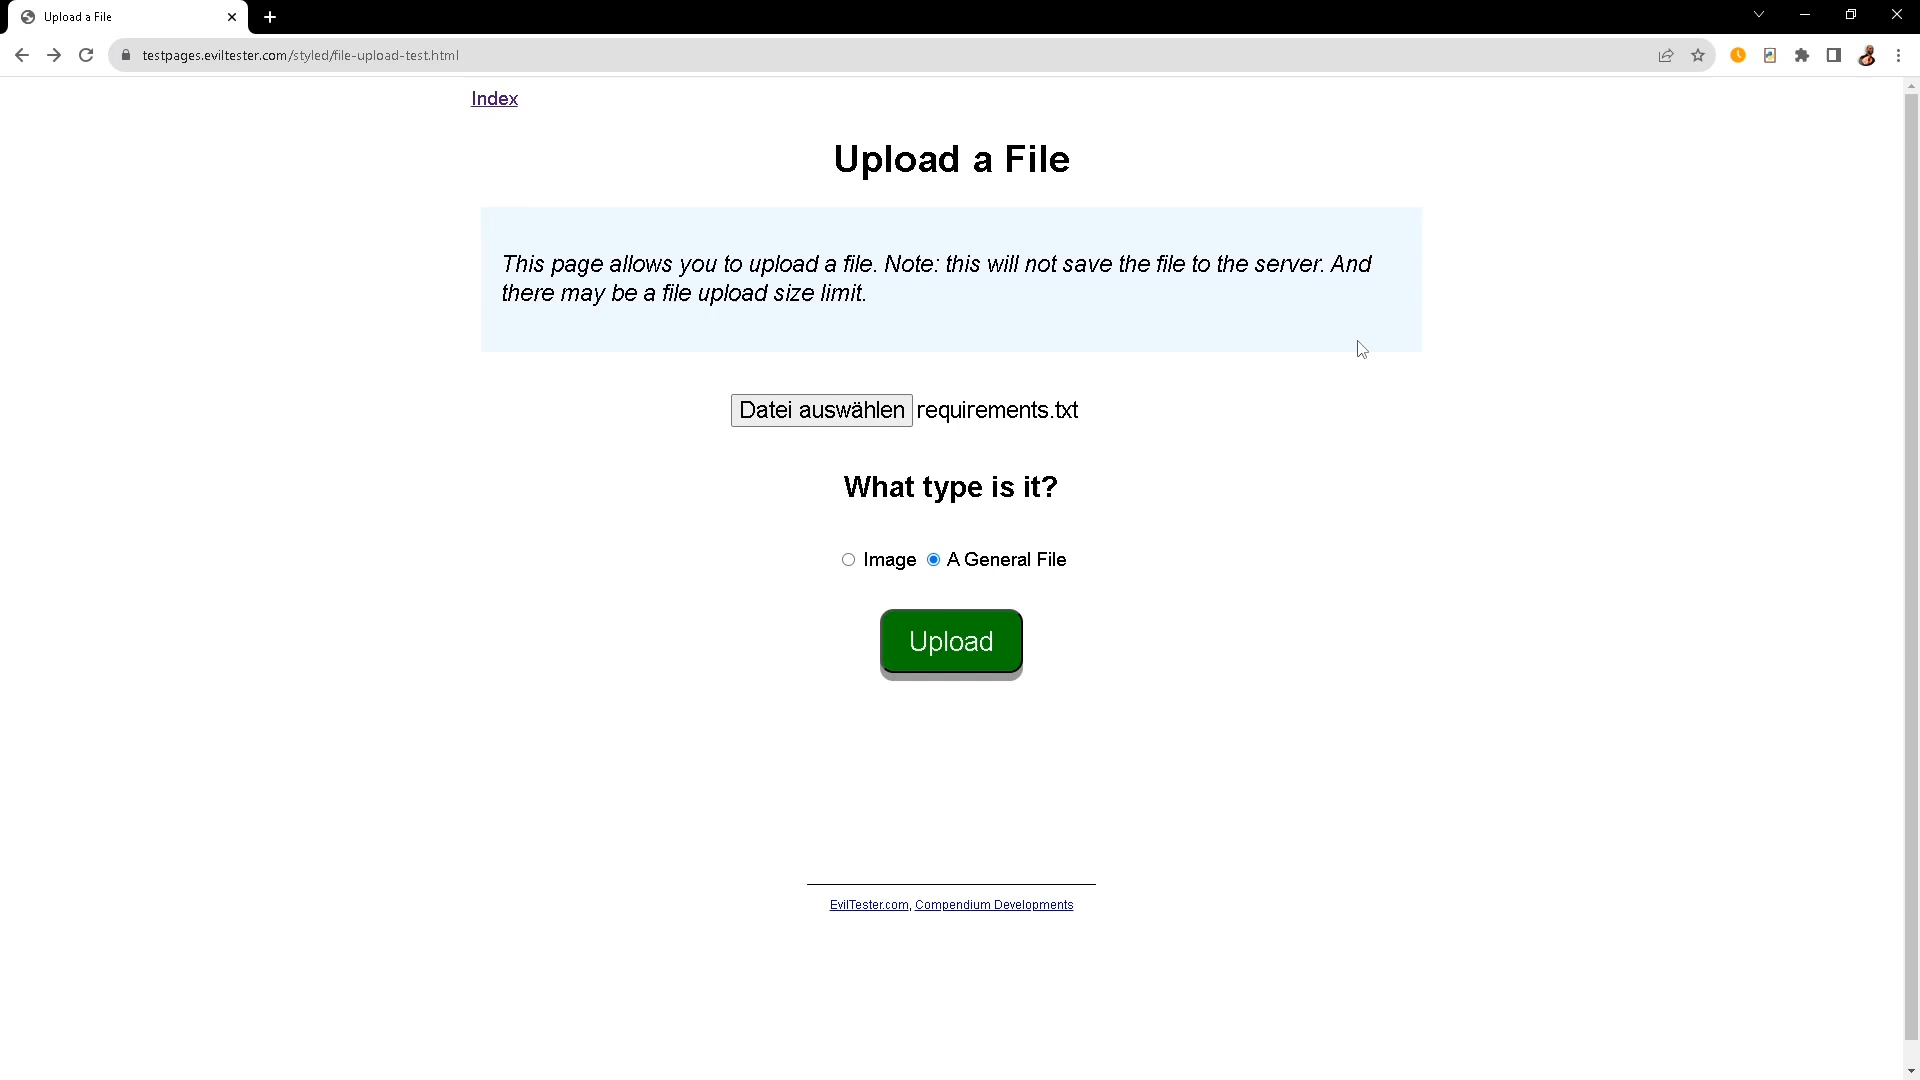 Upload a File
testpages.eviltester.com/styled/file-upload-test.html
Index
Upload a File
This page allows you to upload a file. Note: this will not save the file to the server. And
there may be a file upload size limit.
Datei auswählen requirements.txt
What type is it?
Image A General File
Upload
EvilTester.com, Compendium Developments